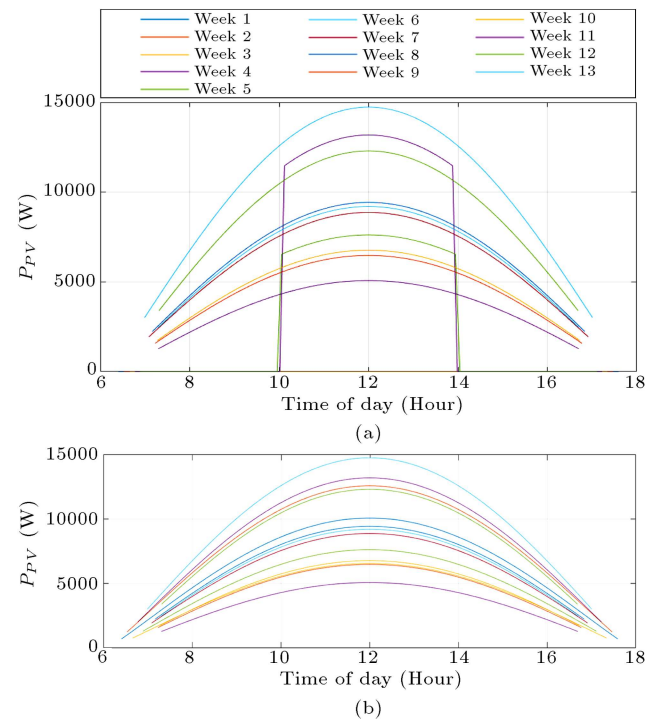 Week 1 Week 6 Week 10
Week 2 Week 7 Week 11
Week 3 Week 8 Week 12
Week 4 Week 9 Week 13
Week 5
15000
10000
5000
0
P_PV (W)
6 8 10 12 14 16 18
Time of day (Hour)
(a)
15000
10000
5000
0
P_PV (W)
6 8 10 12 14 16 18
Time of day (Hour)
(b)